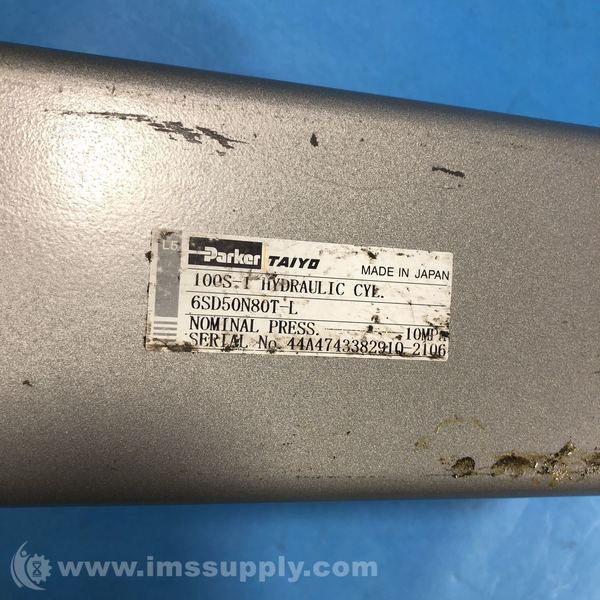 L6
Parker TAIYO MADE IN JAPAN
100S-1 HYDRAULIC CYL.
6SD50N80T-L
NOMINAL PRESS. 10MPA
SERIAL No. 44A4743382910-2106
www.imssupply.com